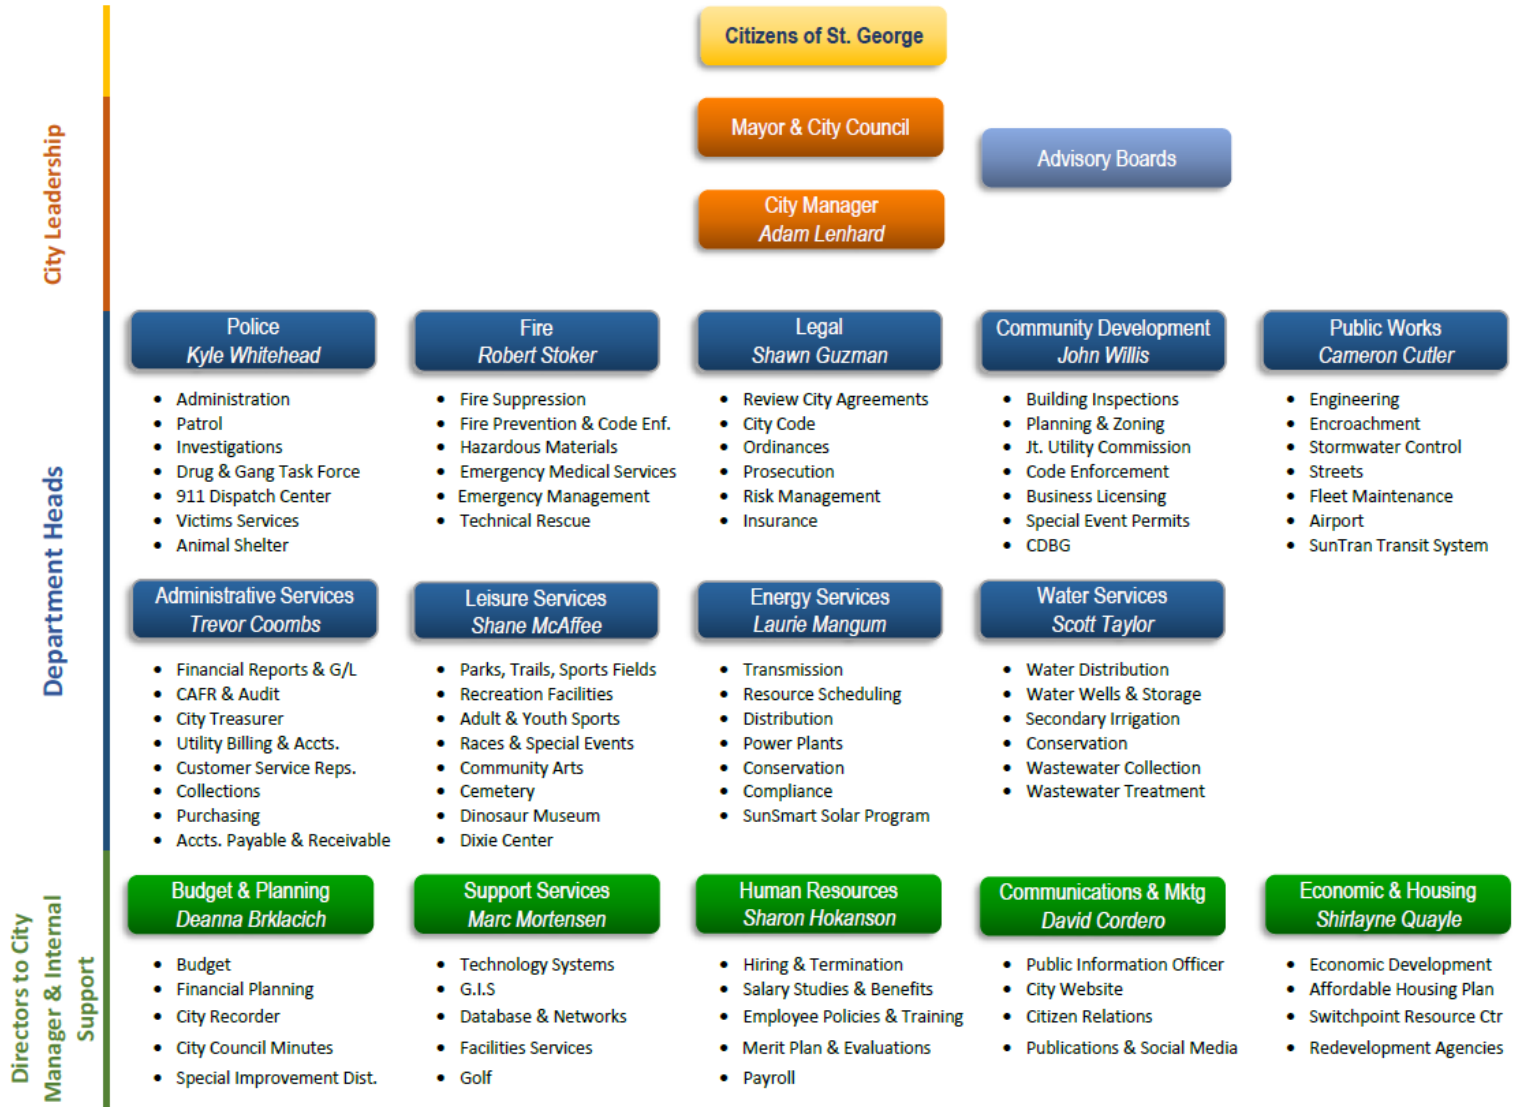 Citizens of St. George
City Leadership
Mayor & City Council
Advisory Boards
City Manager
Adam Lenhard
Department Heads
Police
Kyle Whitehead
• Administration
• Patrol
• Investigations
• Drug & Gang Task Force
• 911 Dispatch Center
• Victims Services
• Animal Shelter
Fire
Robert Stoker
• Fire Suppression
• Fire Prevention & Code Enf.
• Hazardous Materials
• Emergency Medical Services
• Emergency Management
• Technical Rescue
Legal
Shawn Guzman
• Review City Agreements
• City Code
• Ordinances
• Prosecution
• Risk Management
• Insurance
Community Development
John Willis
• Building Inspections
• Planning & Zoning
• Jt. Utility Commission
• Code Enforcement
• Business Licensing
• Special Event Permits
• CDBG
Public Works
Cameron Cutler
• Engineering
• Encroachment
• Stormwater Control
• Streets
• Fleet Maintenance
• Airport
• SunTran Transit System
Administrative Services
Trevor Coombs
• Financial Reports & G/L
• CAFR & Audit
• City Treasurer
• Utility Billing & Accts.
• Customer Service Reps.
• Collections
• Purchasing
• Accts. Payable & Receivable
Leisure Services
Shane McAffee
• Parks, Trails, Sports Fields
• Recreation Facilities
• Adult & Youth Sports
• Races & Special Events
• Community Arts
• Cemetery
• Dinosaur Museum
• Dixie Center
Energy Services
Laurie Mangum
• Transmission
• Resource Scheduling
• Distribution
• Power Plants
• Conservation
• Compliance
• SunSmart Solar Program
Water Services
Scott Taylor
• Water Distribution
• Water Wells & Storage
• Secondary Irrigation
• Conservation
• Wastewater Collection
• Wastewater Treatment
Directors to City
Manager & Internal
Support
Budget & Planning
Deanna Brklacich
• Budget
• Financial Planning
• City Recorder
• City Council Minutes
• Special Improvement Dist.
Support Services
Marc Mortensen
• Technology Systems
• G.I.S
• Database & Networks
• Facilities Services
• Golf
Human Resources
Sharon Hokanson
• Hiring & Termination
• Salary Studies & Benefits
• Employee Policies & Training
• Merit Plan & Evaluations
• Payroll
Communications & Mktg
David Cordero
• Public Information Officer
• City Website
• Citizen Relations
• Publications & Social Media
Economic & Housing
Shirlayne Quayle
• Economic Development
• Affordable Housing Plan
• Switchpoint Resource Ctr
• Redevelopment Agencies